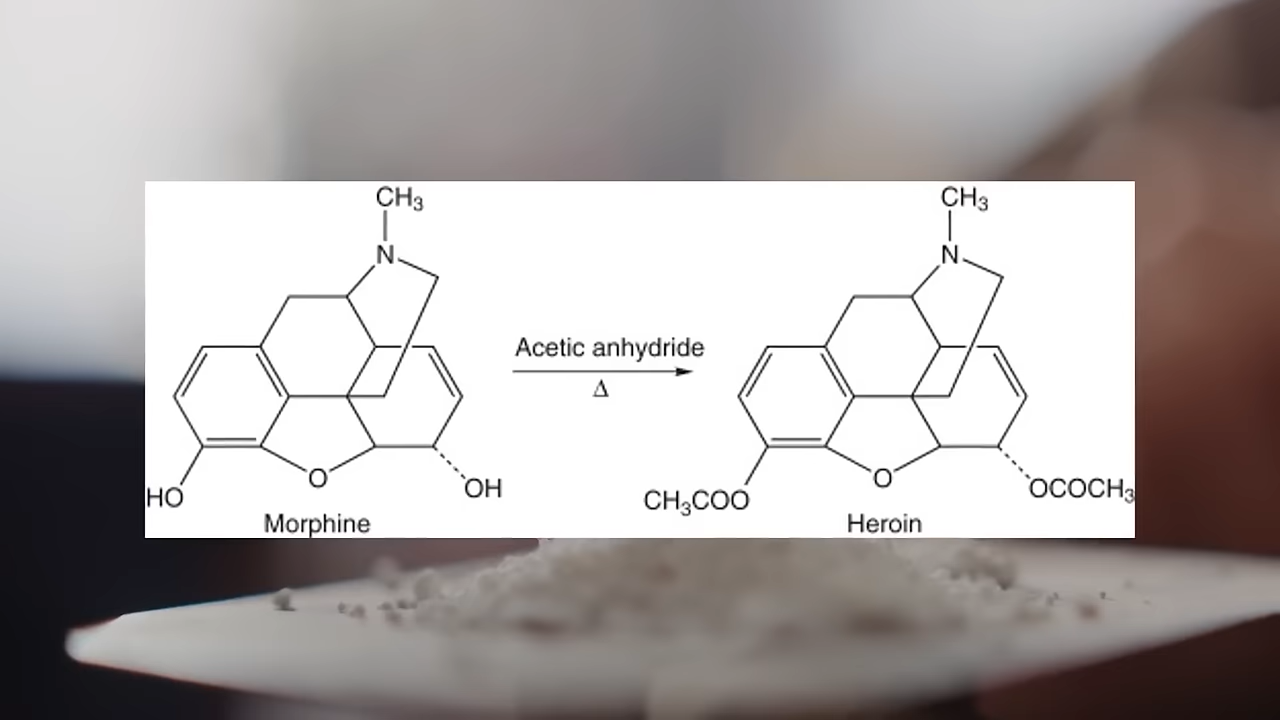 CH3
CH3
N
N
Acetic anhydride
Δ
HO
O
OH
CH3COO
O
OCOCH3
Morphine
Heroin